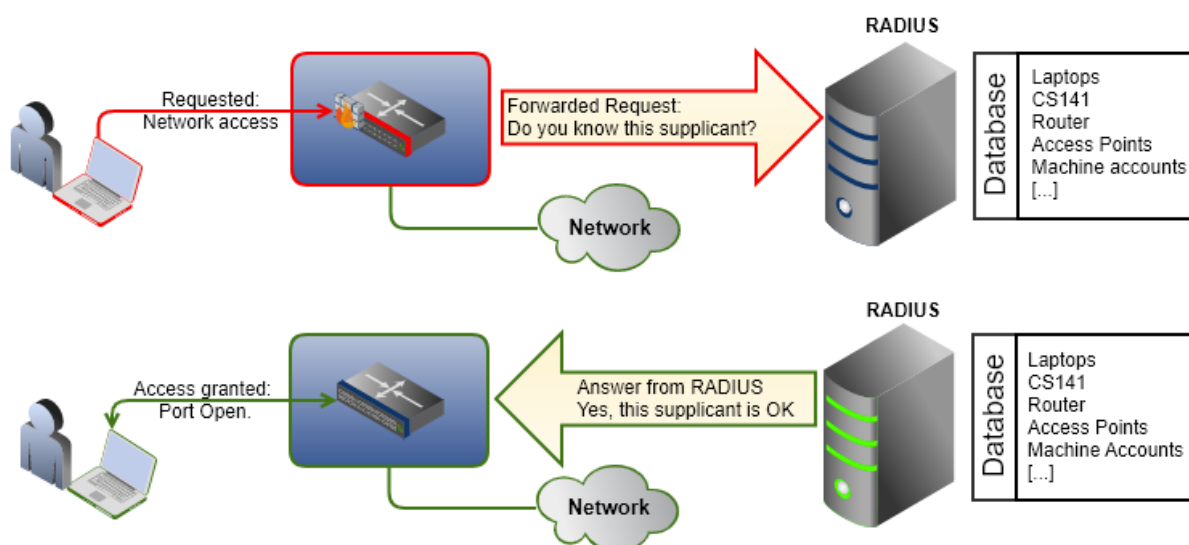 RADIUS
Requested:
Network access
Forwarded Request:
Do you know this supplicant?
Database
Laptops
CS141
Router
Access Points
Machine accounts
[...]
Network
RADIUS
Access granted:
Port Open.
Answer from RADIUS
Yes, this supplicant is OK
Database
Laptops
CS141
Router
Access Points
Machine Accounts
[...]
Network